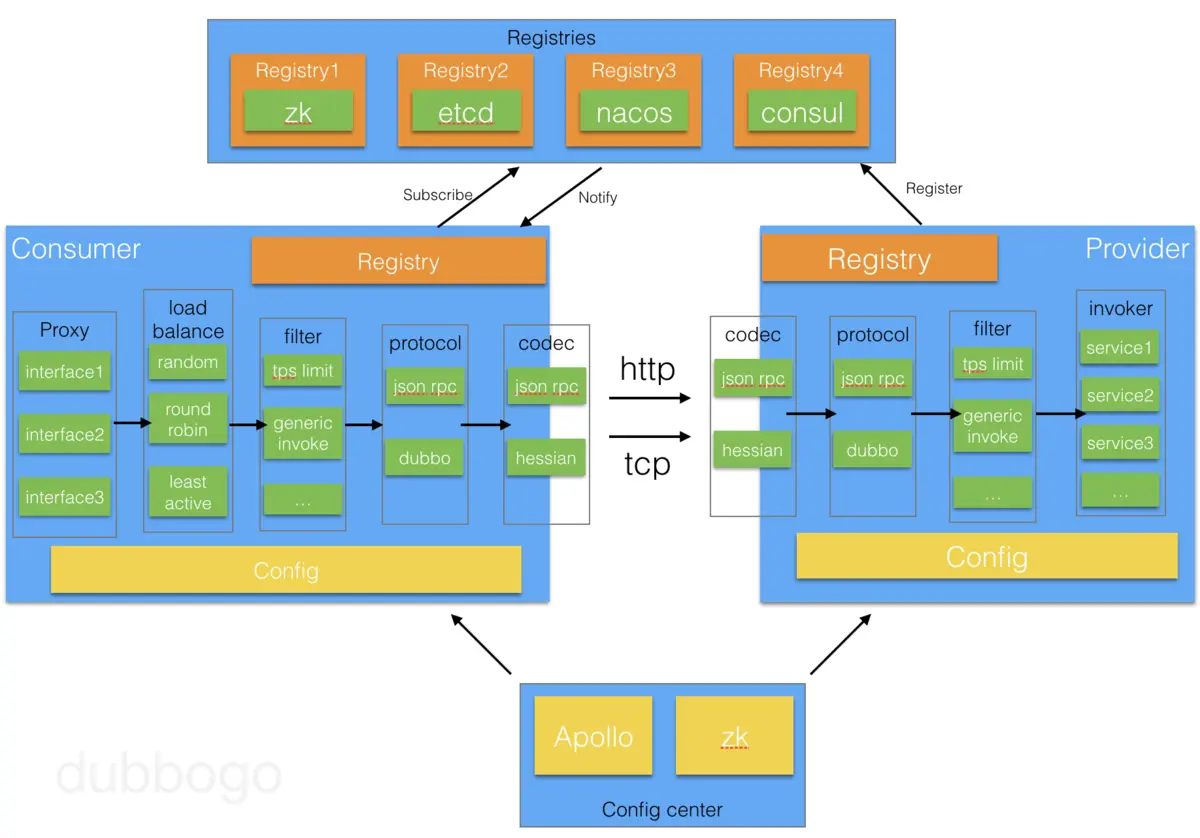 Registries
Registry1
zk
Registry2
etcd
Registry3
nacos
Registry4
consul
Subscribe
Notify
Register
Consumer
Registry
Proxy
interface1
interface2
interface3
load
balance
random
round
robin
least
active
filter
tps limit
generic
invoke
...
protocol
json rpc
dubbo
codec
json rpc
hessian
Config
http
tcp
Registry
Provider
codec
json rpc
hessian
protocol
json rpc
dubbo
filter
tps limit
generic
invoke
...
invoker
service1
service2
service3
...
Config
Apollo
zk
Config center
dubbogo